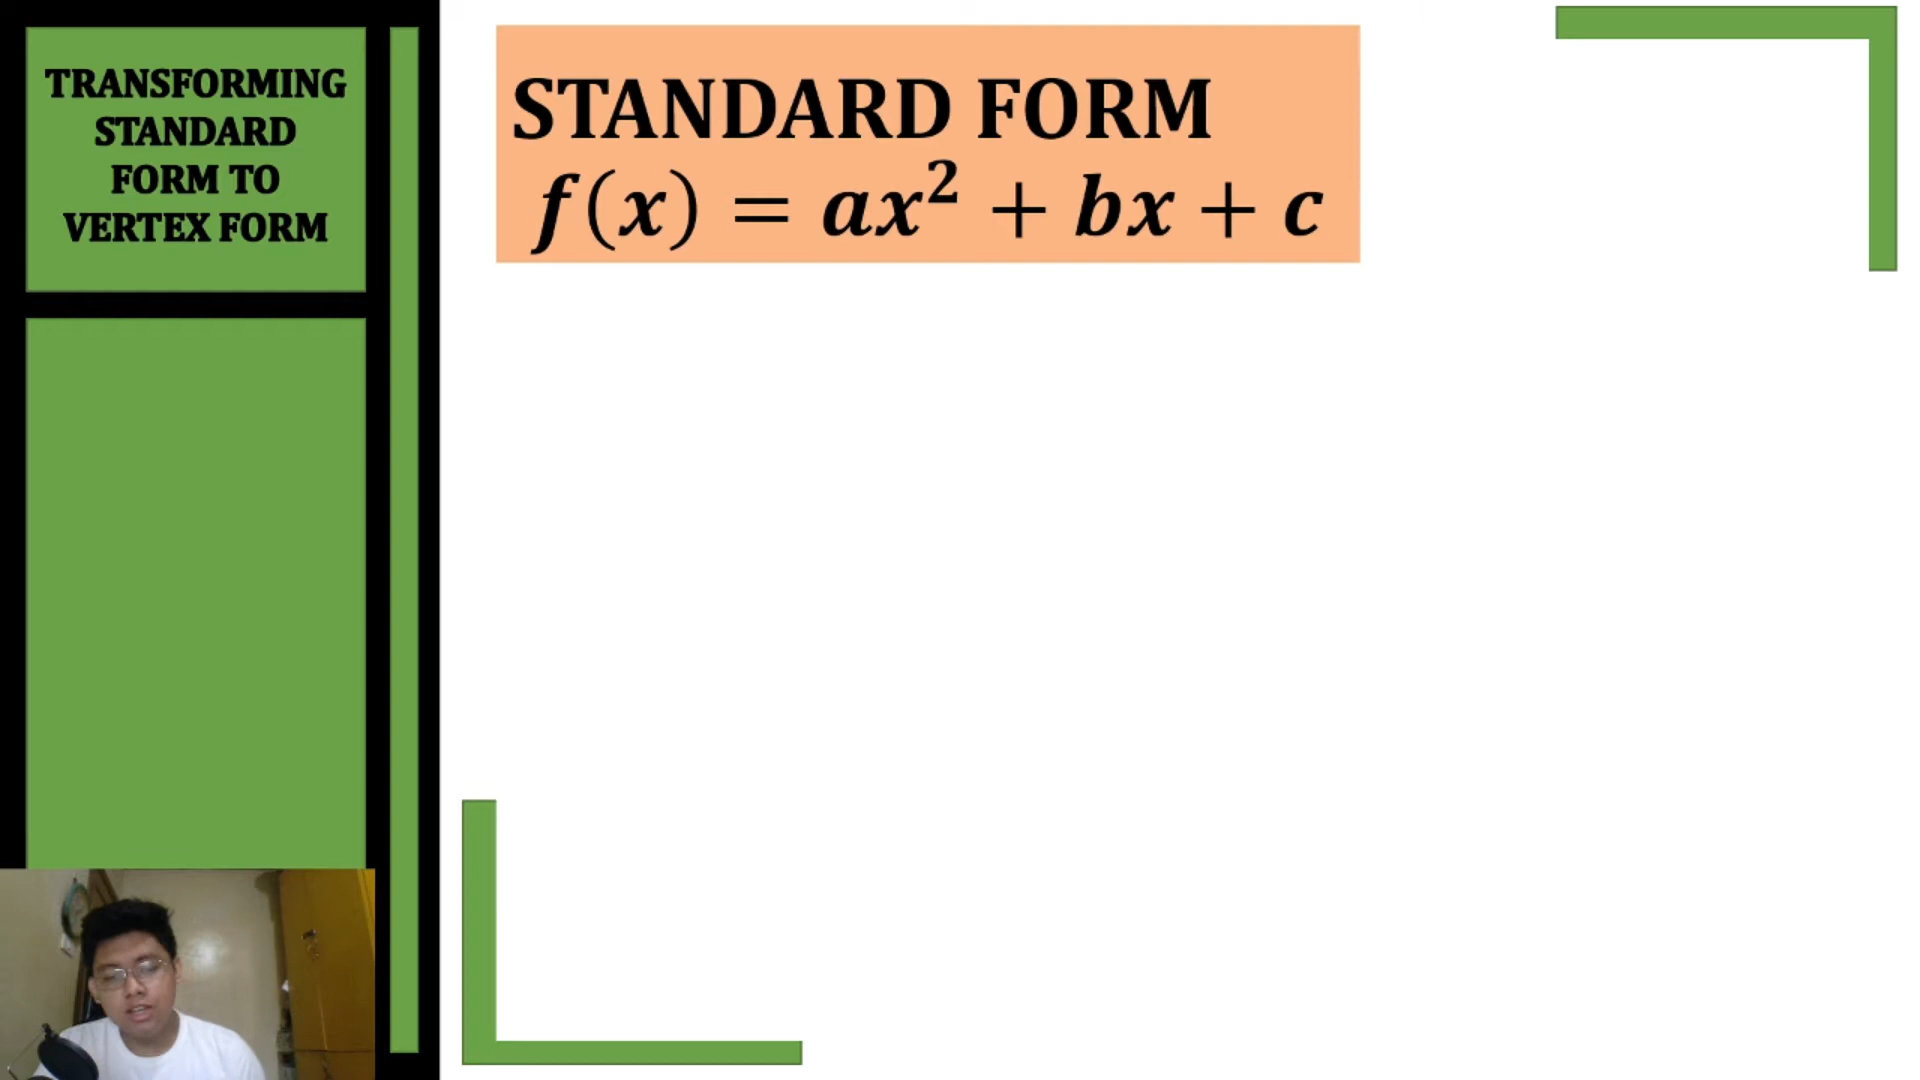 TRANSFORMING
STANDARD
FORM TO
VERTEX FORM
STANDARD FORM
f(x) = ax² + bx + c